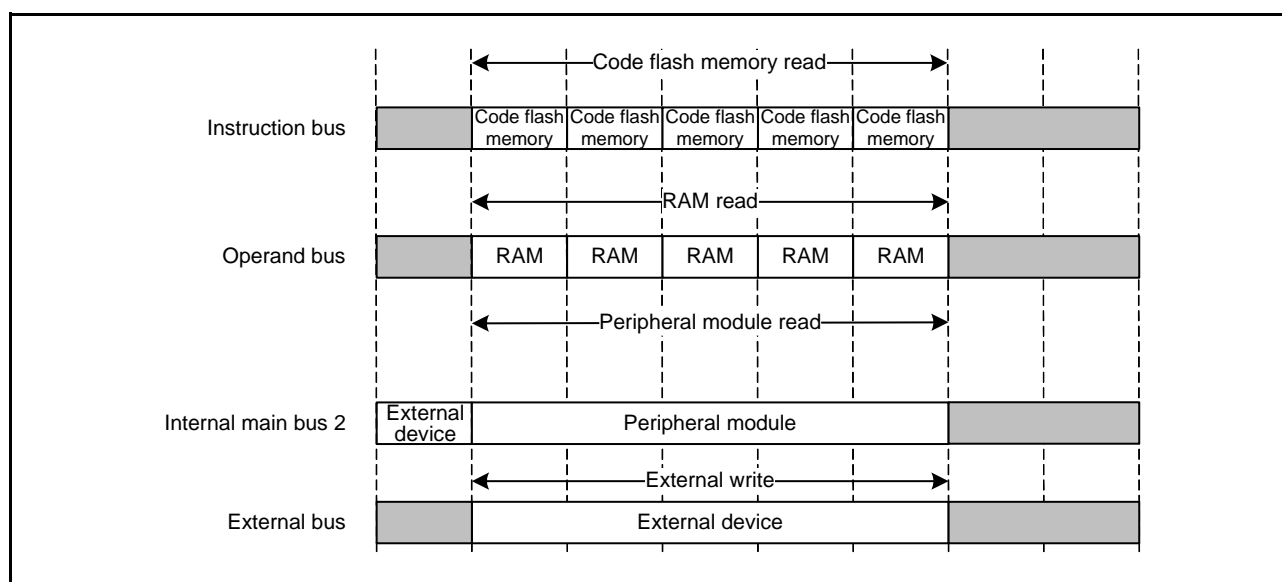 Code flash memory read
Instruction bus
Code flash memory
Code flash memory
Code flash memory
Code flash memory
Code flash memory
RAM read
Operand bus
RAM
RAM
RAM
RAM
RAM
Peripheral module read
Internal main bus 2
External device
Peripheral module
External write
External bus
External device